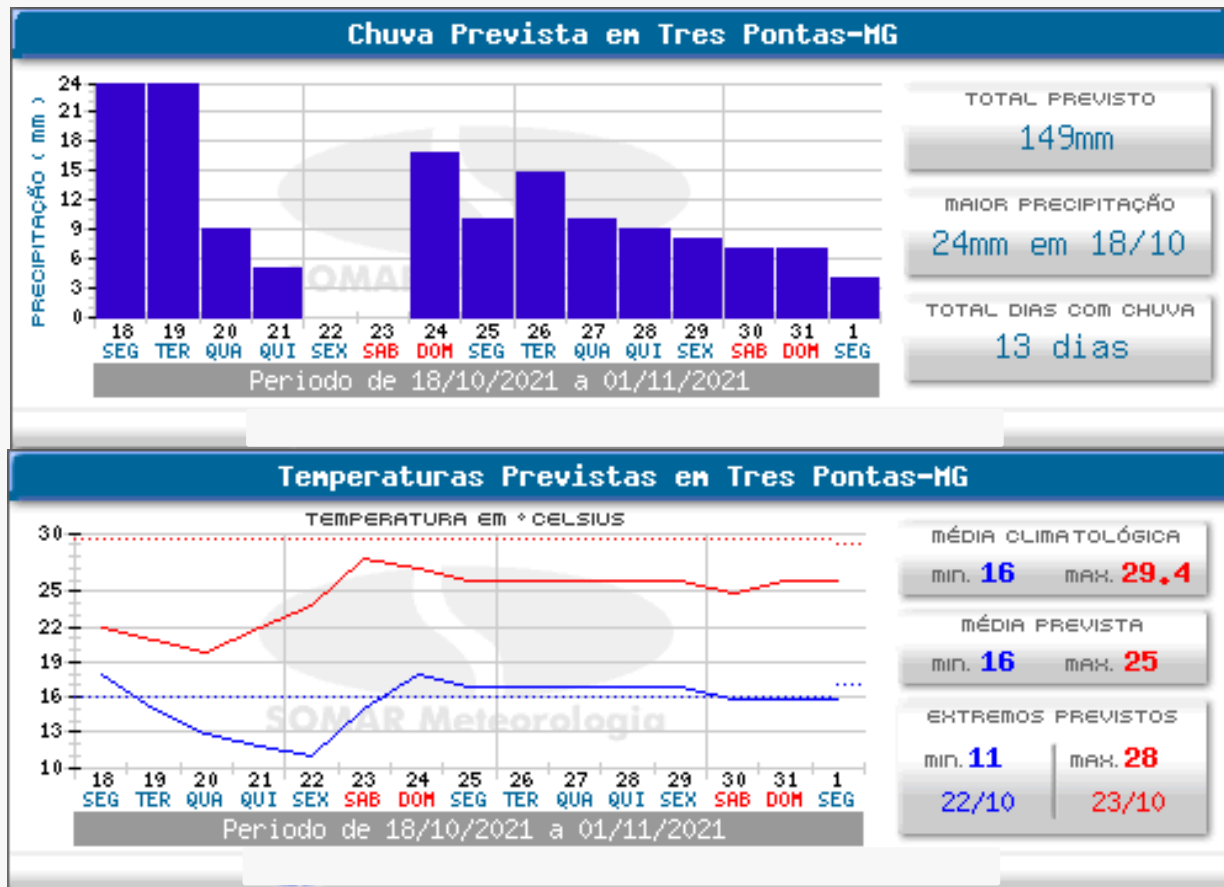 Chuva Prevista em Tres Pontas-MG
PRECIPITAÇÃO ( mm )
24
21
18
15
12
9
6
3
0
SOMAR
18 19 20 21 22 23 24 25 26 27 28 29 30 31 1
SEG TER QUA QUI SEX SAB DOM SEG TER QUA QUI SEX SAB DOM SEG
Periodo de 18/10/2021 a 01/11/2021
TOTAL PREVISTO
149mm
MAIOR PRECIPITAÇÃO
24mm em 18/10
TOTAL DIAS COM CHUVA
13 dias
Temperaturas Previstas em Tres Pontas-MG
TEMPERATURA EM °CELSIUS
30
25
22
19
16
13
10
SOMAR Meteorologia
18 19 20 21 22 23 24 25 26 27 28 29 30 31 1
SEG TER QUA QUI SEX SAB DOM SEG TER QUA QUI SEX SAB DOM SEG
Periodo de 18/10/2021 a 01/11/2021
MÉDIA CLIMATOLÓGICA
min. 16 max. 29.4
MÉDIA PREVISTA
min. 16 max. 25
EXTREMOS PREVISTOS
min. 11 max. 28
22/10 23/10